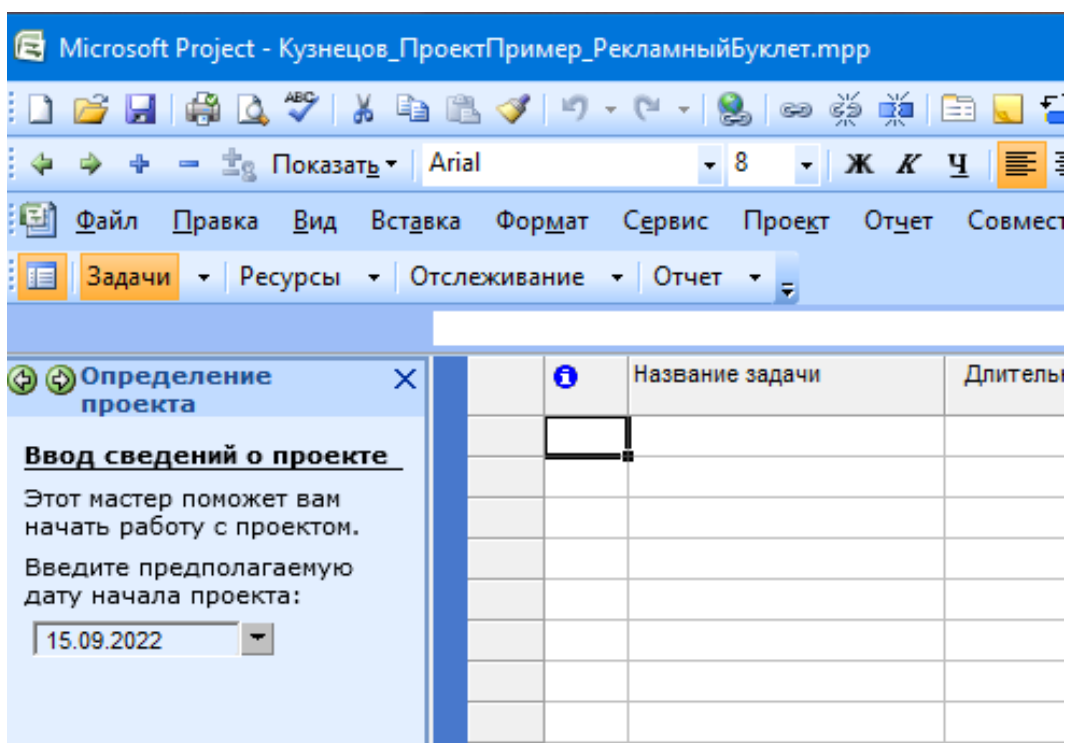 Microsoft Project - Кузнецов_ПроектПример_РекламныйБуклет.mpp
ABC
Показать Arial 8 Ж К Ч
Файл Правка Вид Вставка Формат Сервис Проект Отчет Совмест
Задачи Ресурсы Отслеживание Отчет
Определение
проекта
Название задачи Длитель
Ввод сведений о проекте
Этот мастер поможет вам
начать работу с проектом.
Введите предполагаемую
дату начала проекта:
15.09.2022